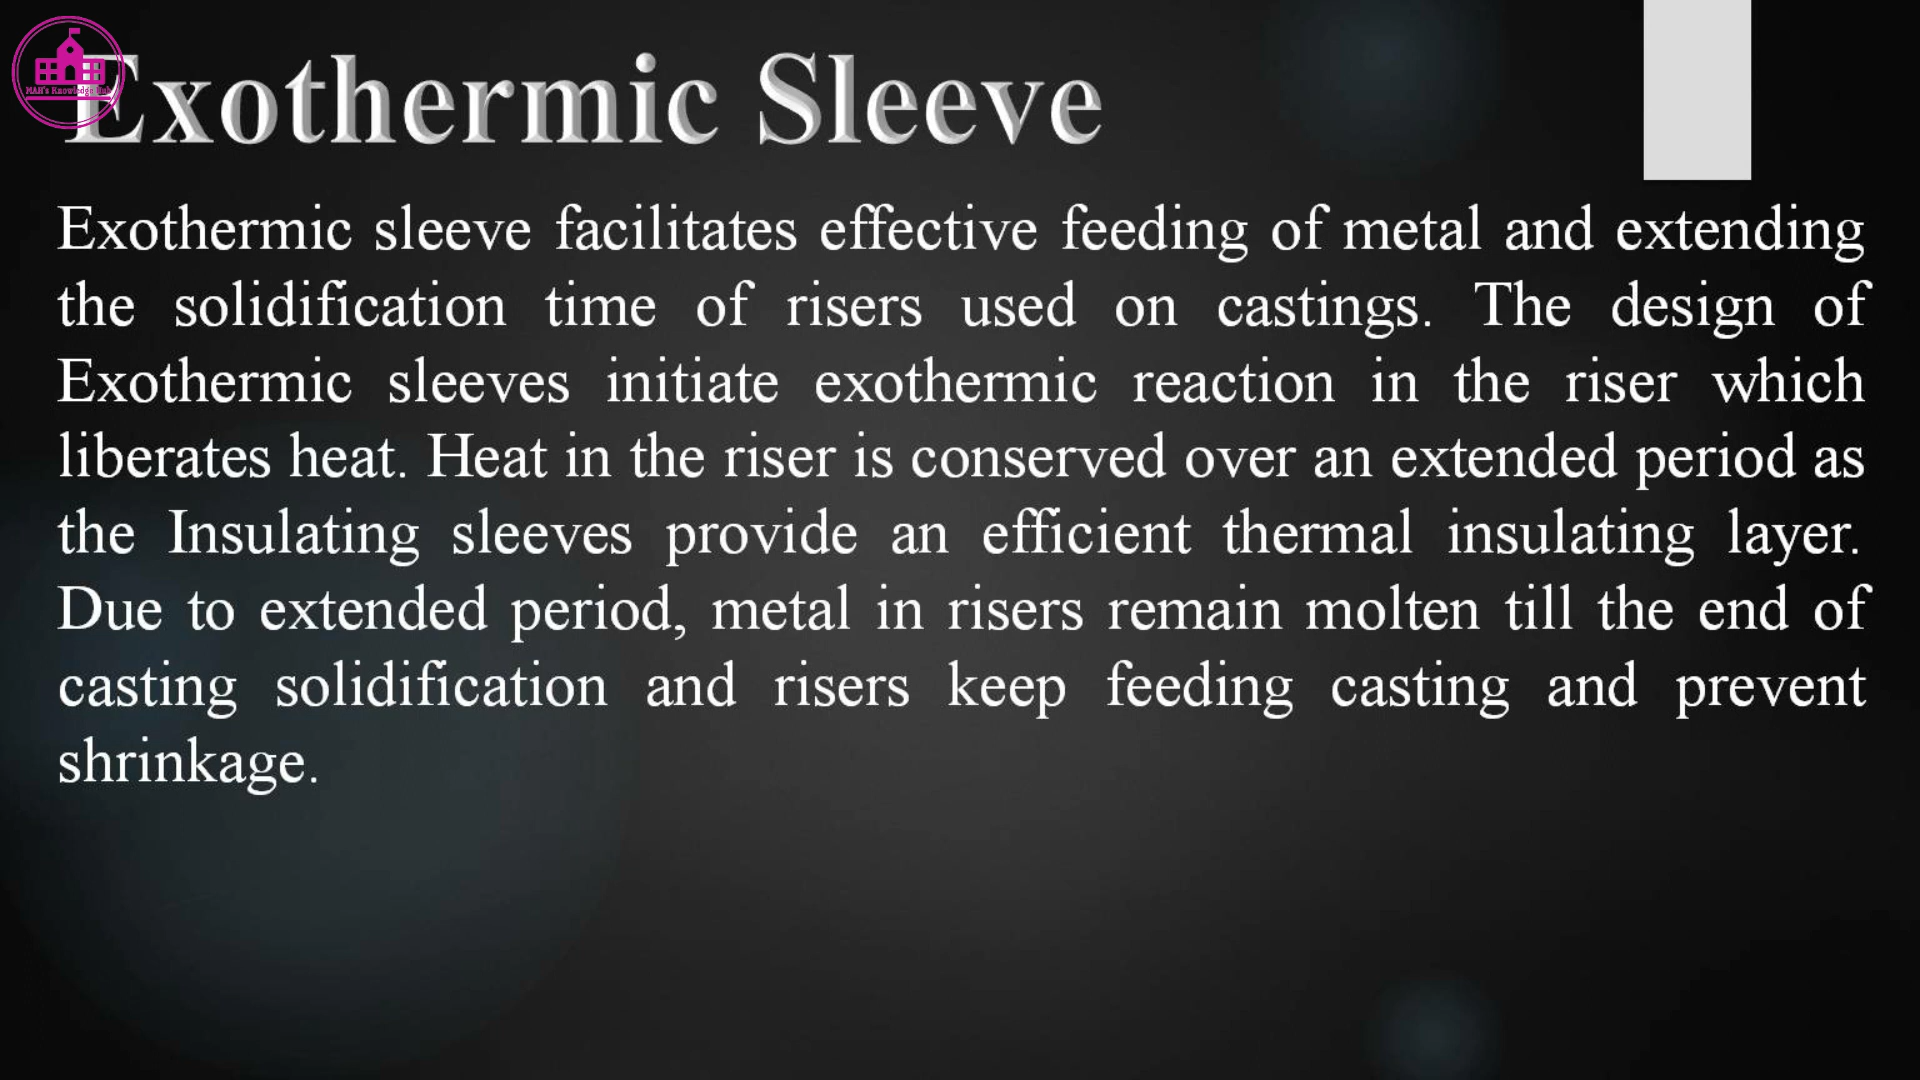 MAH's Knowledge Hub
Exothermic Sleeve
Exothermic sleeve facilitates effective feeding of metal and extending
the solidification time of risers used on castings. The design of
Exothermic sleeves initiate exothermic reaction in the riser which
liberates heat. Heat in the riser is conserved over an extended period as
the Insulating sleeves provide an efficient thermal insulating layer.
Due to extended period, metal in risers remain molten till the end of
casting solidification and risers keep feeding casting and prevent
shrinkage.